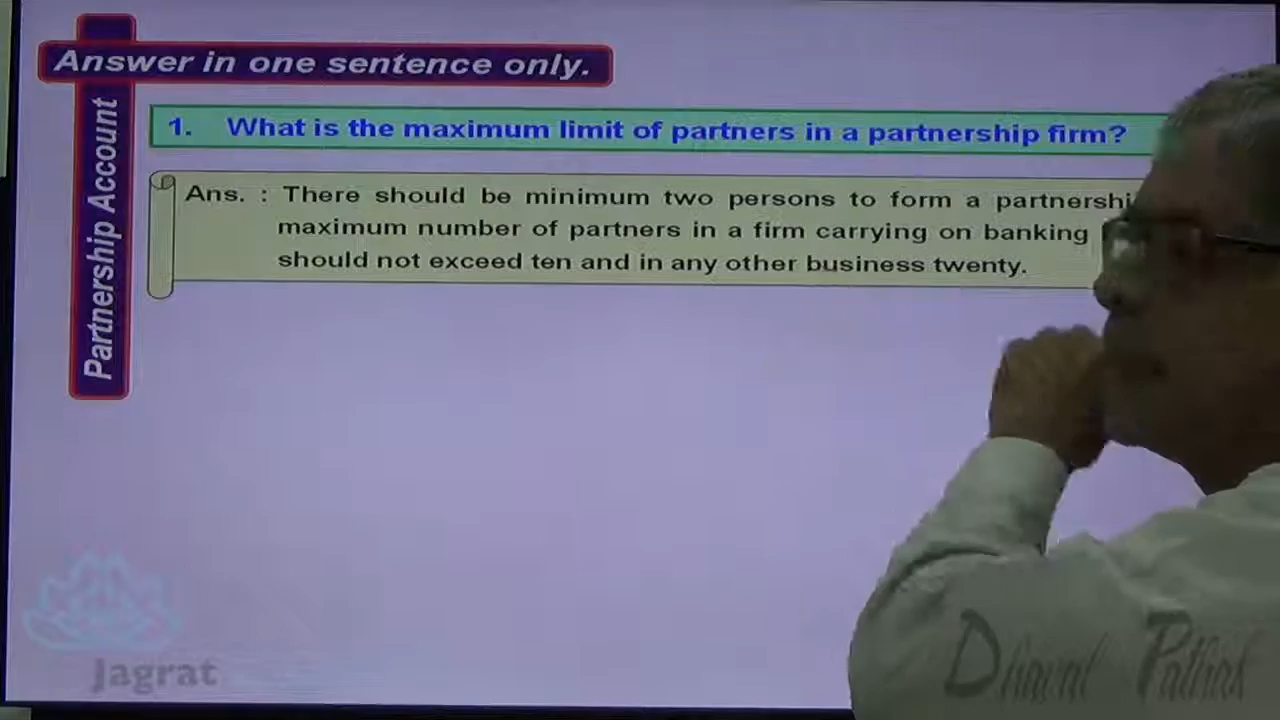 Answer in one sentence only.
Partnership Account
1. What is the maximum limit of partners in a partnership firm?
Ans. : There should be minimum two persons to form a
maximum number of partners in a firm carrying on banking
should not exceed ten and in any other business twenty.
Jagrat
Dhaval Pathak